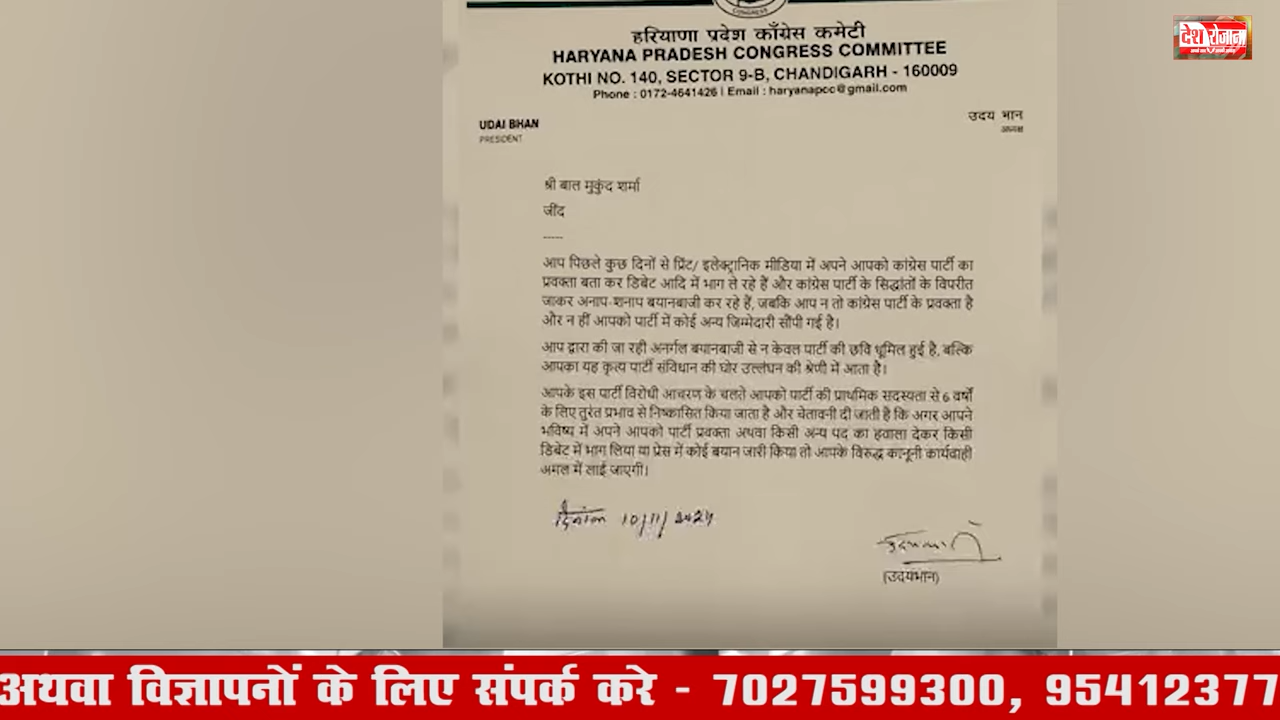 CONGRESS
देश रोजाना
हरियाणा प्रदेश काँग्रेस कमेटी
HARYANA PRADESH CONGRESS COMMITTEE
KOTHI NO. 140, SECTOR 9-B, CHANDIGARH - 160009
Phone : 0172-4641426 | Email : haryanapcc@gmail.com
UDAI BHAN
PRESIDENT
उदय भान
अध्यक्ष
श्री बाल मुकुंद शर्मा
जींद
-----
आप पिछले कुछ दिनों से प्रिंट/ इलेक्ट्रानिक मीडिया में अपने आपको कांग्रेस पार्टी का
प्रवक्ता बता कर डिबेट आदि में भाग ले रहे हैं और कांग्रेस पार्टी के सिद्धांतों के विपरीत
जाकर अनाप-शनाप बयानबाजी कर रहे हैं, जबकि आप न तो कांग्रेस पार्टी के प्रवक्ता है
और न हीं आपको पार्टी में कोई अन्य जिम्मेदारी सौंपी गई है।
आप द्वारा की जा रही अनर्गल बयानबाजी से न केवल पार्टी की छवि धूमिल हुई है, बल्कि
आपका यह कृत्य पार्टी संविधान की घोर उल्लंघन की श्रेणी में आता है।
आपके इस पार्टी विरोधी आचरण के चलते आपको पार्टी की प्राथमिक सदस्यता से 6 वर्षों
के लिए तुरंत प्रभाव से निष्कासित किया जाता है और चेतावनी दी जाती है कि अगर आपने
भविष्य में अपने आपको पार्टी प्रवक्ता अथवा किसी अन्य पद का हवाला देकर किसी
डिबेट में भाग लिया या प्रेस में कोई बयान जारी किया तो आपके विरुद्ध कानूनी कार्यवाही
अमल में लाई जाएगी।
दिनांक 10/11/2024
(उदयभान)
अथवा विज्ञापनों के लिए संपर्क करे - 7027599300, 95412377